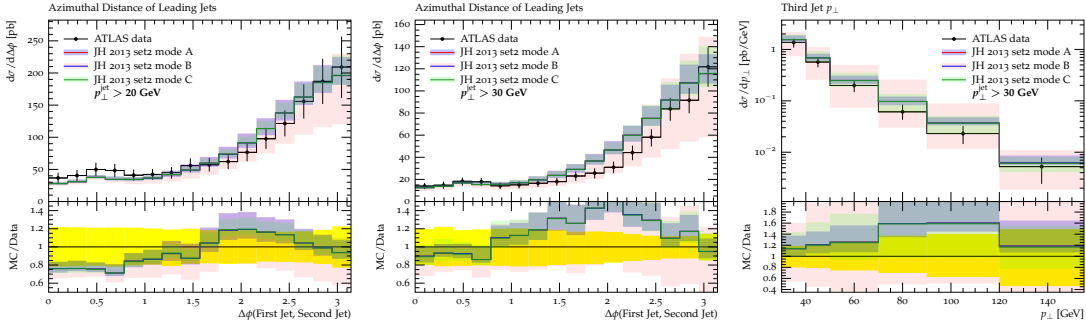 Azimuthal Distance of Leading Jets
dσ/dΔφ [pb]
ATLAS data
JH 2013 set2 mode A
JH 2013 set2 mode B
JH 2013 set2 mode C
p⊥^jet > 20 GeV
250
200
150
100
50
0
MC/Data
1.4
1.2
1
0.8
0.6
0 0.5 1 1.5 2 2.5 3
Δφ(First Jet, Second Jet)
Azimuthal Distance of Leading Jets
dσ/dΔφ [pb]
ATLAS data
JH 2013 set2 mode A
JH 2013 set2 mode B
JH 2013 set2 mode C
p⊥^jet > 30 GeV
160
140
120
100
80
60
40
20
0
MC/Data
1.4
1.2
1
0.8
0.6
0 0.5 1 1.5 2 2.5 3
Δφ(First Jet, Second Jet)
Third Jet p⊥
dσ/dp⊥ [pb/GeV]
ATLAS data
JH 2013 set2 mode A
JH 2013 set2 mode B
JH 2013 set2 mode C
p⊥^jet > 30 GeV
1
10^−1
10^−2
MC/Data
1.6
1.4
1.2
1
0.8
0.6
0.4
40 60 80 100 120 140
p⊥ [GeV]